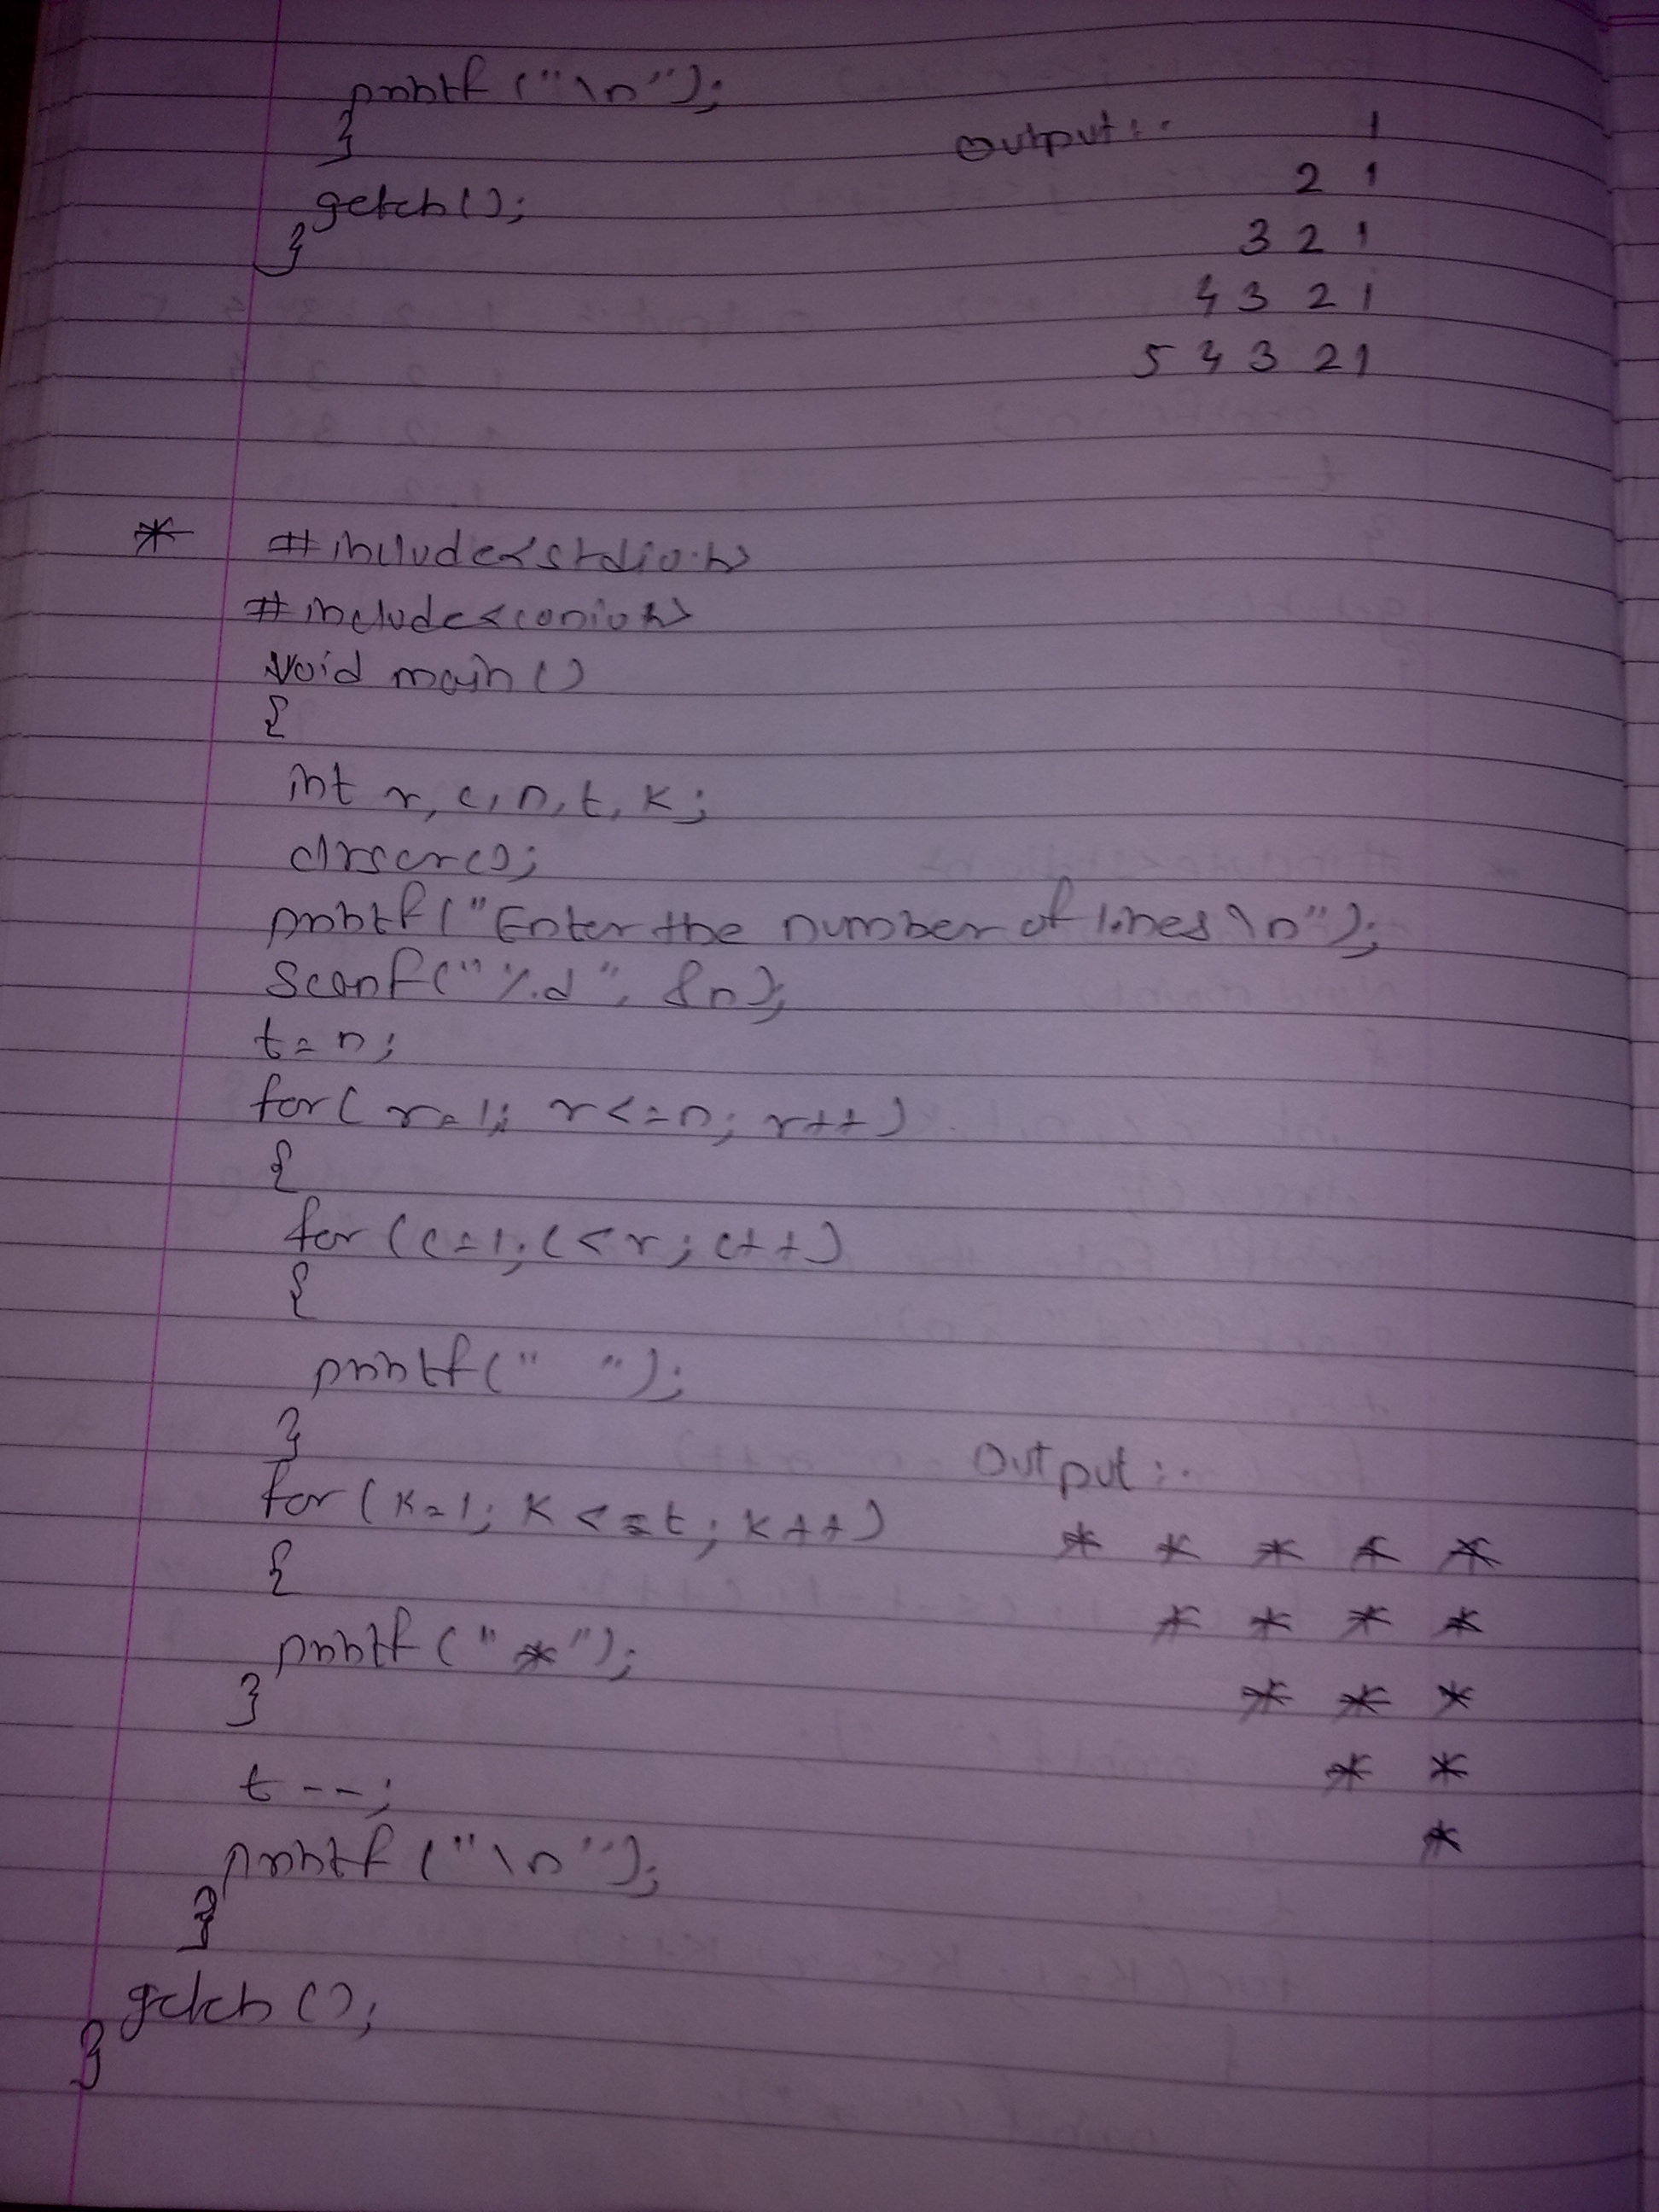 printf ("\n");
}
getch();
}
Output:-
1
2 1
3 2 1
4 3 2 1
5 4 3 2 1
* #include<stdio.h>
#include<conio.h>
void main()
{
int r, c, n, t, k;
clrscr();
printf("Enter the number of lines \n");
scanf("%d", &n);
t=n;
for( r=1; r<=n; r++)
{
for (c=1; c<r; c++)
{
printf(" ");
}
for (k=1; k<=t; k++)
{
printf ("*");
}
t--;
printf ("\n");
}
getch ();
}
Output:-
* * * * *
* * * *
* * *
* *
*